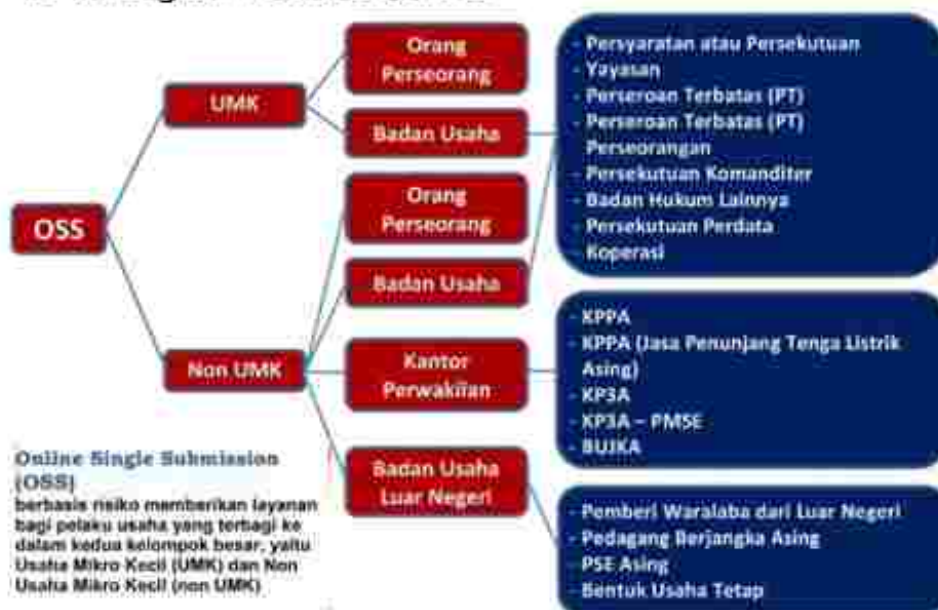 OSS
UMK
Non UMK
Orang
Perseorang
Badan Usaha
Orang
Perseorang
Badan Usaha
Kantor
Perwakilan
Badan Usaha
Luar Negeri
- Persyaratan atau Persekutuan
- Yayasan
- Perseroan Terbatas (PT)
- Perseroan Terbatas (PT)
Perseorangan
- Persekutuan Komanditer
- Badan Hukum Lainnya
- Persekutuan Perdata
- Koperasi
- KPPA
- KPPA (Jasa Penunjang Tenga Listrik
Asing)
- KP3A
- KP3A – PMSE
- BUJKA
- Pemberi Waralaba dari Luar Negeri
- Pedagang Berjangka Asing
- PSE Asing
- Bentuk Usaha Tetap
Online Single Submission
(OSS)
berbasis risiko memberikan layanan
bagi pelaku usaha yang terbagi ke
dalam kedua kelompok besar, yaitu
Usaha Mikro Kecil (UMK) dan Non
Usaha Mikro Kecil (non UMK)